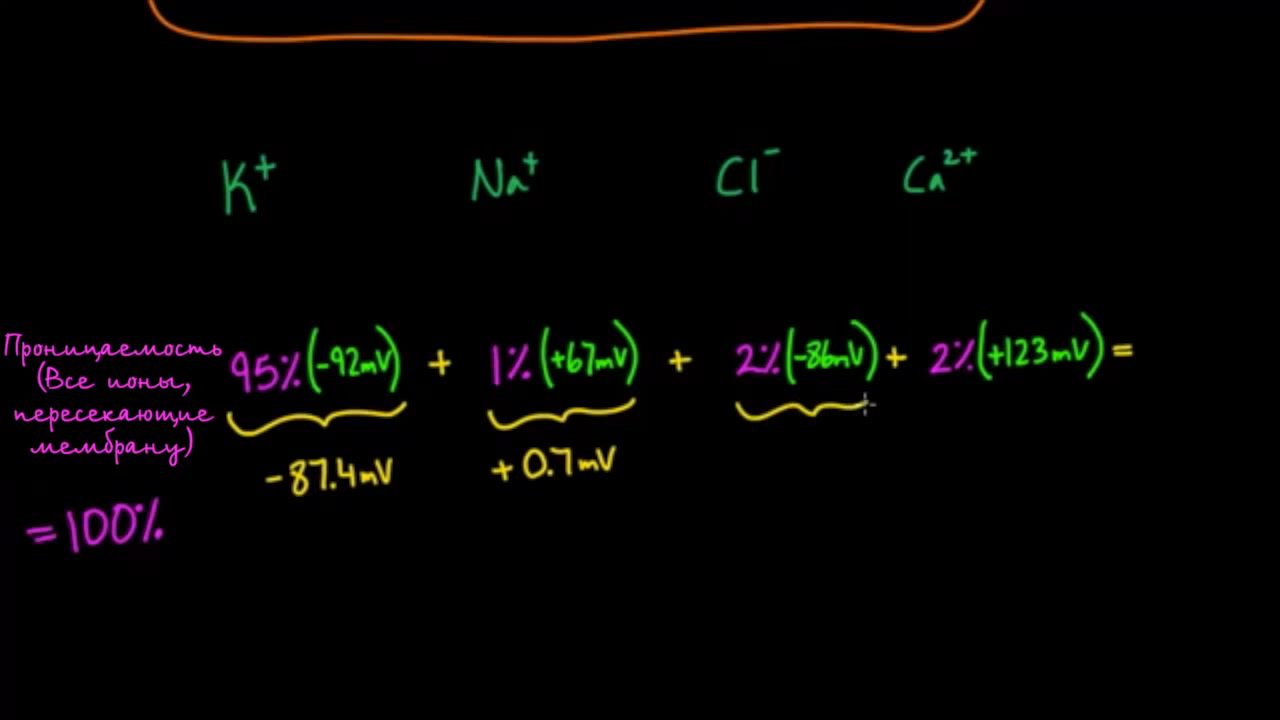 K⁺ Na⁺ Cl⁻ Ca²⁺
Проницаемость
(Все ионы,
пересекающие
мембрану)
= 100%
95% (-92mV) + 1% (+67mV) + 2% (-86mV) + 2% (+123mV) =
-87.4mV +0.7mV